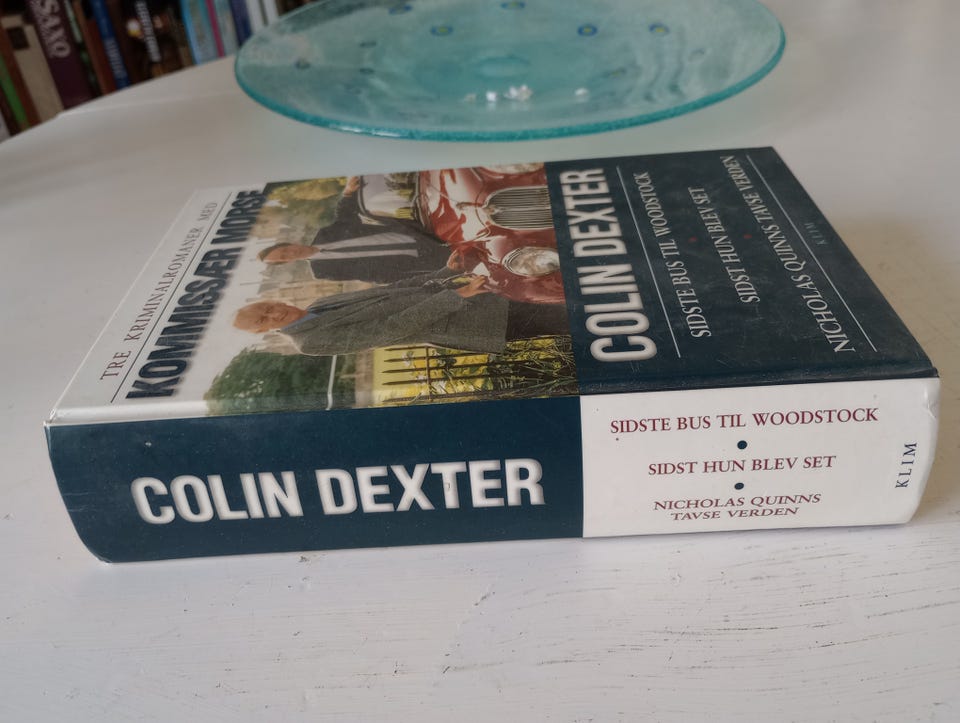 SAXO
TRE KRIMINALROMANER MED
KOMMISSÆR MORSE
COLIN DEXTER
SIDSTE BUS TIL WOODSTOCK
SIDST HUN BLEV SET
NICHOLAS QUINNS TAVSE VERDEN
KLIM
COLIN DEXTER
SIDSTE BUS TIL WOODSTOCK
SIDST HUN BLEV SET
NICHOLAS QUINNS
TAVSE VERDEN
KLIM